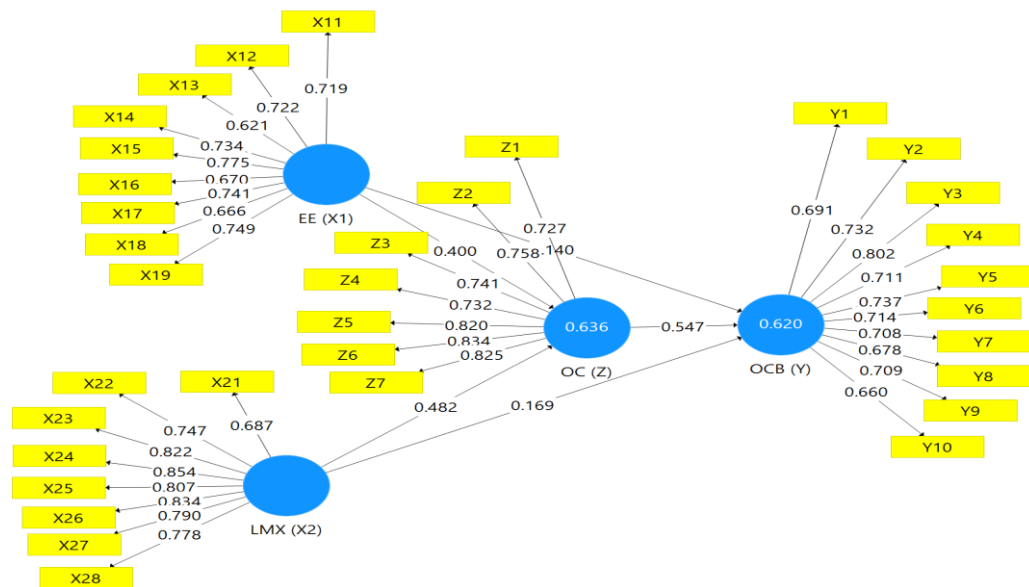 X11
X12
X13
X14
X15
X16
X17
X18
X19
0.719
0.722
0.621
0.734
0.775
0.670
0.741
0.666
0.749
EE (X1)
Z1
Z2
Z3
Z4
Z5
Z6
Z7
0.727
0.758
0.741
0.732
0.820
0.834
0.825
0.400
.140
0.636
OC (Z)
0.547
0.482
0.169
Y1
Y2
Y3
Y4
Y5
Y6
Y7
Y8
Y9
Y10
0.691
0.732
0.802
0.711
0.737
0.714
0.708
0.678
0.709
0.660
0.620
OCB (Y)
X21
X22
X23
X24
X25
X26
X27
X28
0.687
0.747
0.822
0.854
0.807
0.834
0.790
0.778
LMX (X2)